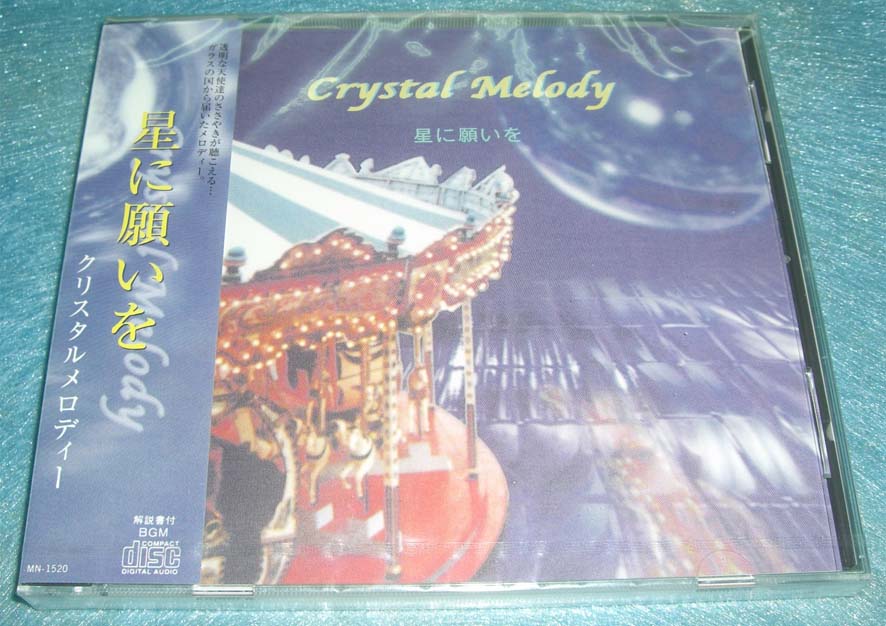 透明な天使達のささやきが聴こえる…
ガラスの国から届いたメロディー。
星に願いを
Crystal Melody
クリスタルメロディー
解説書付
BGM
COMPACT
disc
DIGITAL AUDIO
MN-1520
Crystal Melody
星に願いを